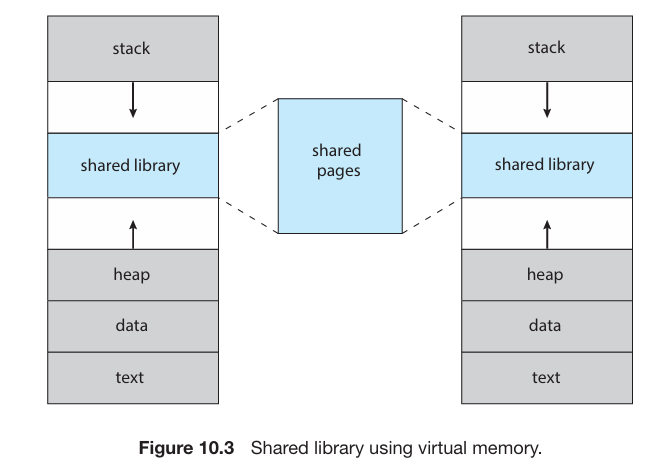 stack
stack
shared library
shared
pages
shared library
heap
heap
data
data
text
text
Figure 10.3 Shared library using virtual memory.